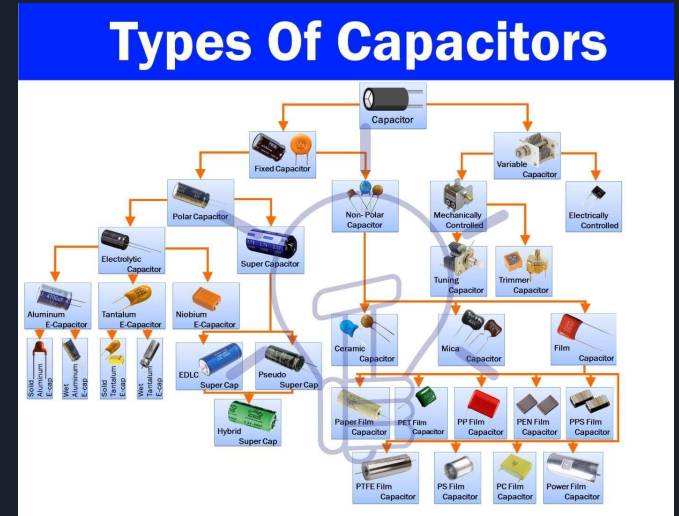 Types Of Capacitors
Capacitor
Fixed Capacitor
Variable
Capacitor
Polar Capacitor
Non- Polar
Capacitor
Mechanically
Controlled
Electrically
Controlled
Electrolytic
Capacitor
Super Capacitor
Tuning
Capacitor
Trimmer
Capacitor
Aluminum
E-Capacitor
Tantalum
E-Capacitor
Niobium
E-Capacitor
Ceramic
Capacitor
Mica
Capacitor
Film
Capacitor
Solid
Aluminum
E-cap
Wet
Aluminum
E-cap
Solid
Tantalum
E-cap
Wet
Tantalum
E-cap
EDLC
Super Cap
Pseudo
Super Cap
Hybrid
Super Cap
Paper Film
Capacitor
PET Film
Capacitor
PP Film
Capacitor
PEN Film
Capacitor
PPS Film
Capacitor
PTFE Film
Capacitor
PS Film
Capacitor
PC Film
Capacitor
Power Film
Capacitor